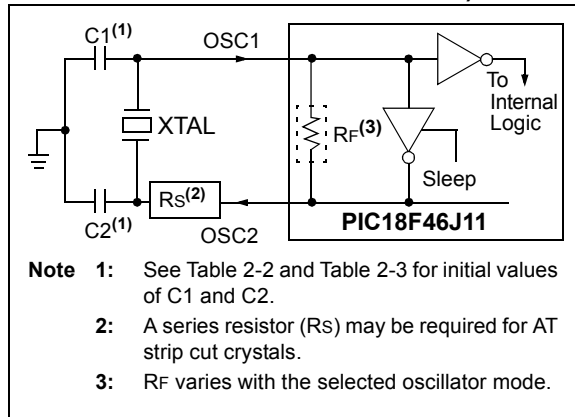 C1(1)
OSC1
To
Internal
Logic
XTAL
RF(3)
Sleep
RS(2)
C2(1)
OSC2
PIC18F46J11
Note 1: See Table 2-2 and Table 2-3 for initial values
of C1 and C2.
2: A series resistor (RS) may be required for AT
strip cut crystals.
3: RF varies with the selected oscillator mode.